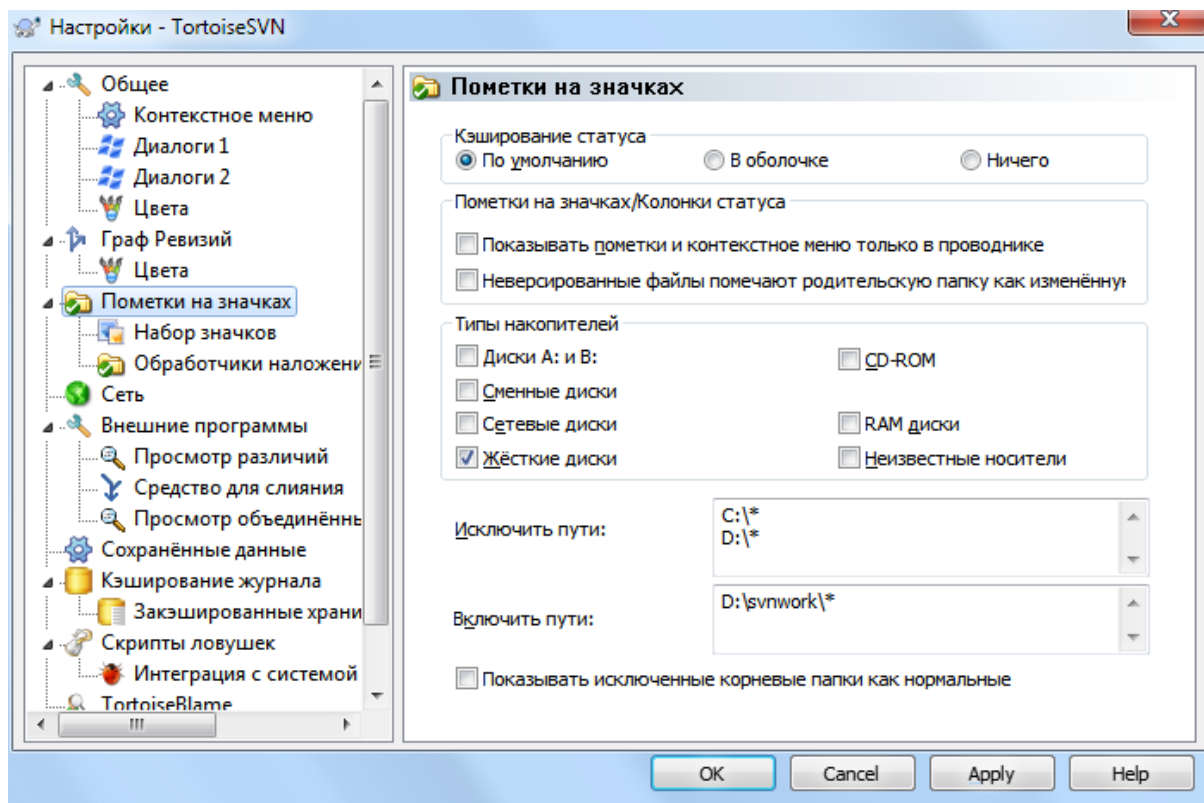 Настройки - TortoiseSVN
Общее
Контекстное меню
Диалоги 1
Диалоги 2
Цвета
Граф Ревизий
Цвета
Пометки на значках
Набор значков
Обработчики наложени
Сеть
Внешние программы
Просмотр различий
Средство для слияния
Просмотр объединённь
Сохранённые данные
Кэширование журнала
Закэшированные храни
Скрипты ловушек
Интеграция с системой
TortoiseBlame
Пометки на значках
Кэширование статуса
По умолчанию В оболочке Ничего
Пометки на значках/Колонки статуса
Показывать пометки и контекстное меню только в проводнике
Неверсированные файлы помечают родительскую папку как изменённую
Типы накопителей
Диски A: и B: CD-ROM
Сменные диски
Сетевые диски RAM диски
Жёсткие диски Неизвестные носители
Исключить пути:
C:\*
D:\*
Включить пути:
D:\svnwork\*
Показывать исключенные корневые папки как нормальные
OK Cancel Apply Help